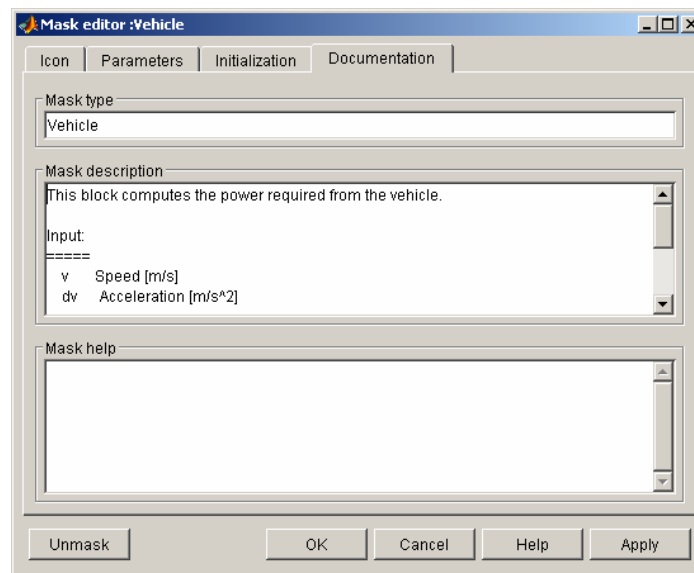 Mask editor :Vehicle
Icon Parameters Initialization Documentation
Mask type
Vehicle
Mask description
This block computes the power required from the vehicle.
Input:
=====
v Speed [m/s]
dv Acceleration [m/s^2]
Mask help
Unmask OK Cancel Help Apply